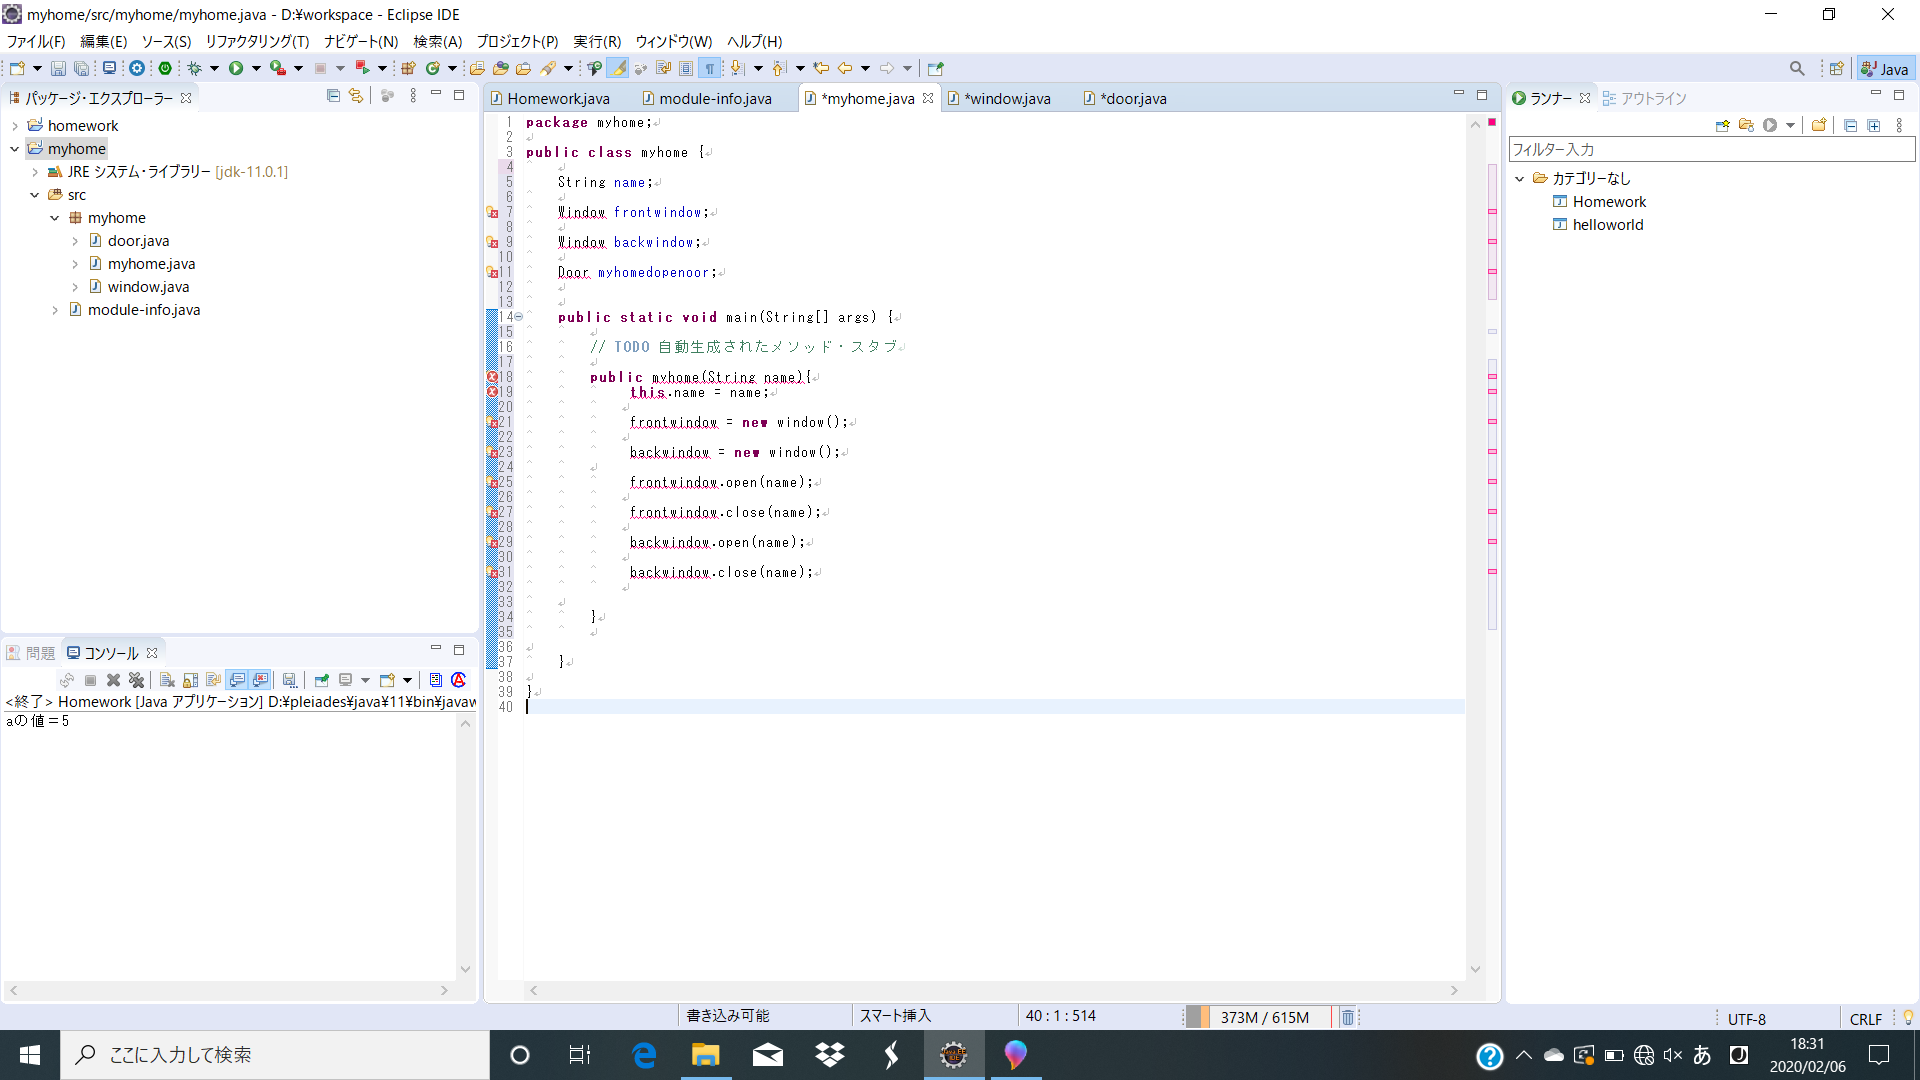 myhome/src/myhome/myhome.java - D:¥workspace - Eclipse IDE
ファイル(F) 編集(E) ソース(S) リファクタリング(T) ナビゲート(N) 検索(A) プロジェクト(P) 実行(R) ウィンドウ(W) ヘルプ(H)
Java
パッケージ・エクスプローラー
homework
myhome
JRE システム・ライブラリー [jdk-11.0.1]
src
myhome
door.java
myhome.java
window.java
module-info.java
Homework.java module-info.java *myhome.java *window.java *door.java
1 package myhome;
2
3 public class myhome {
4
5 String name;
6
7 Window frontwindow;
8
9 Window backwindow;
10
11 Door myhomedopenoor;
12
13
14 public static void main(String[] args) {
15
16 // TODO 自動生成されたメソッド・スタブ
17
18 public myhome(String name){
19 this.name = name;
20
21 frontwindow = new window();
22
23 backwindow = new window();
24
25 frontwindow.open(name);
26
27 frontwindow.close(name);
28
29 backwindow.open(name);
30
31 backwindow.close(name);
32
33
34 }
35
36
37 }
38
39 }
40
ランナー アウトライン
フィルター入力
カテゴリーなし
Homework
helloworld
問題 コンソール
<終了> Homework [Java アプリケーション] D:¥pleiades¥java¥11¥bin¥javaw
aの値＝5
書き込み可能 スマート挿入 40 : 1 : 514 373M / 615M UTF-8 CRLF
ここに入力して検索
あ
18:31
2020/02/06